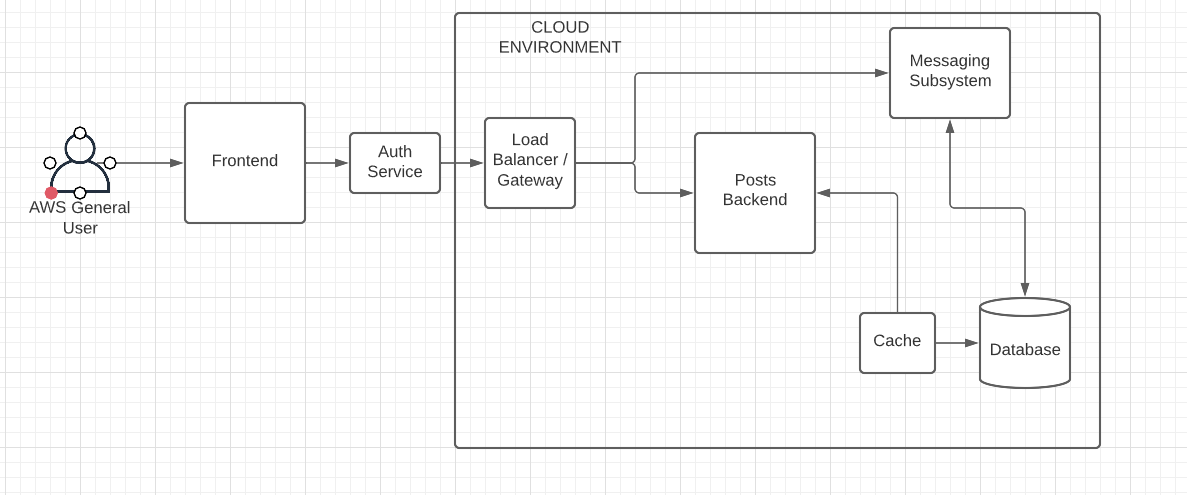 CLOUD
ENVIRONMENT
Messaging
Subsystem
Load
Balancer /
Gateway
Auth
Service
Frontend
Posts
Backend
AWS General
User
Cache
Database